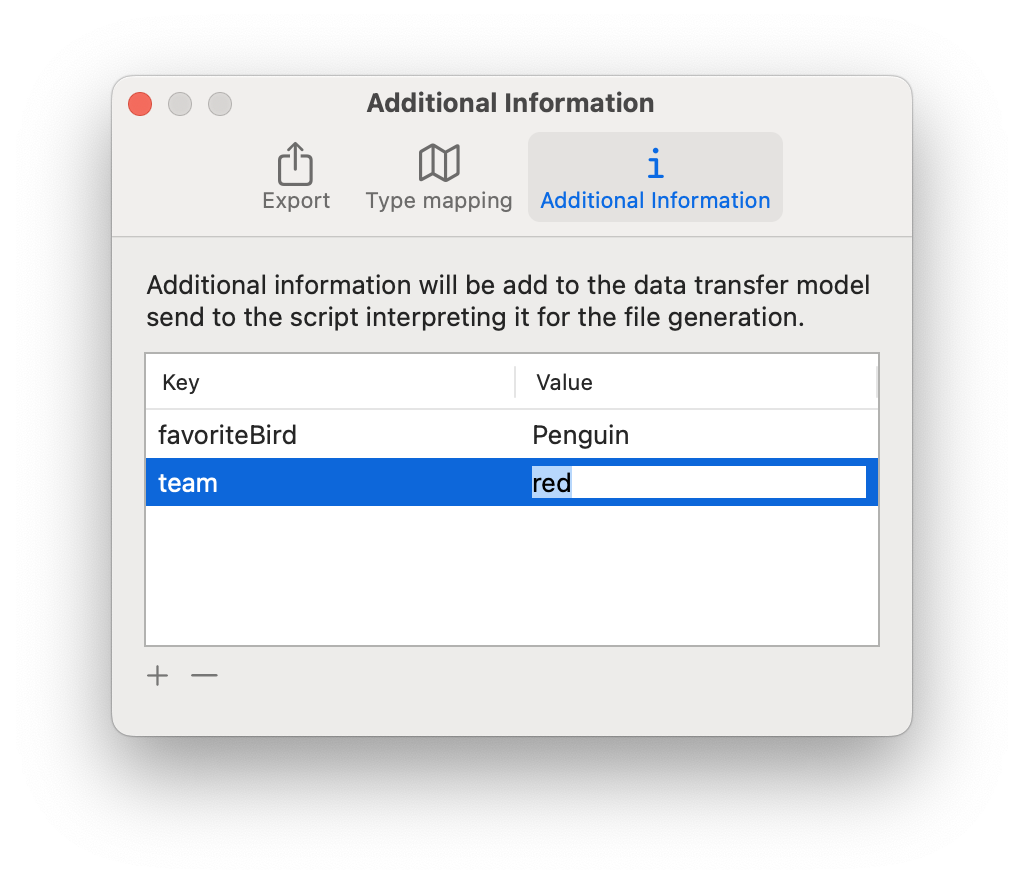 Additional Information
Export Type mapping Additional Information
Additional information will be add to the data transfer model
send to the script interpreting it for the file generation.
Key Value
favoriteBird Penguin
team red